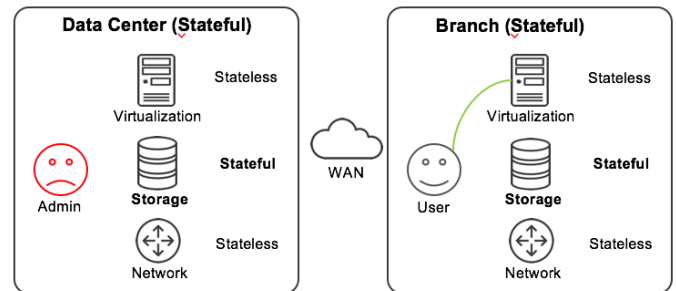 Data Center (Stateful)
Stateless
Virtualization
Stateful
Admin
Storage
Stateless
Network
WAN
Branch (Stateful)
Stateless
Virtualization
Stateful
User
Storage
Stateless
Network